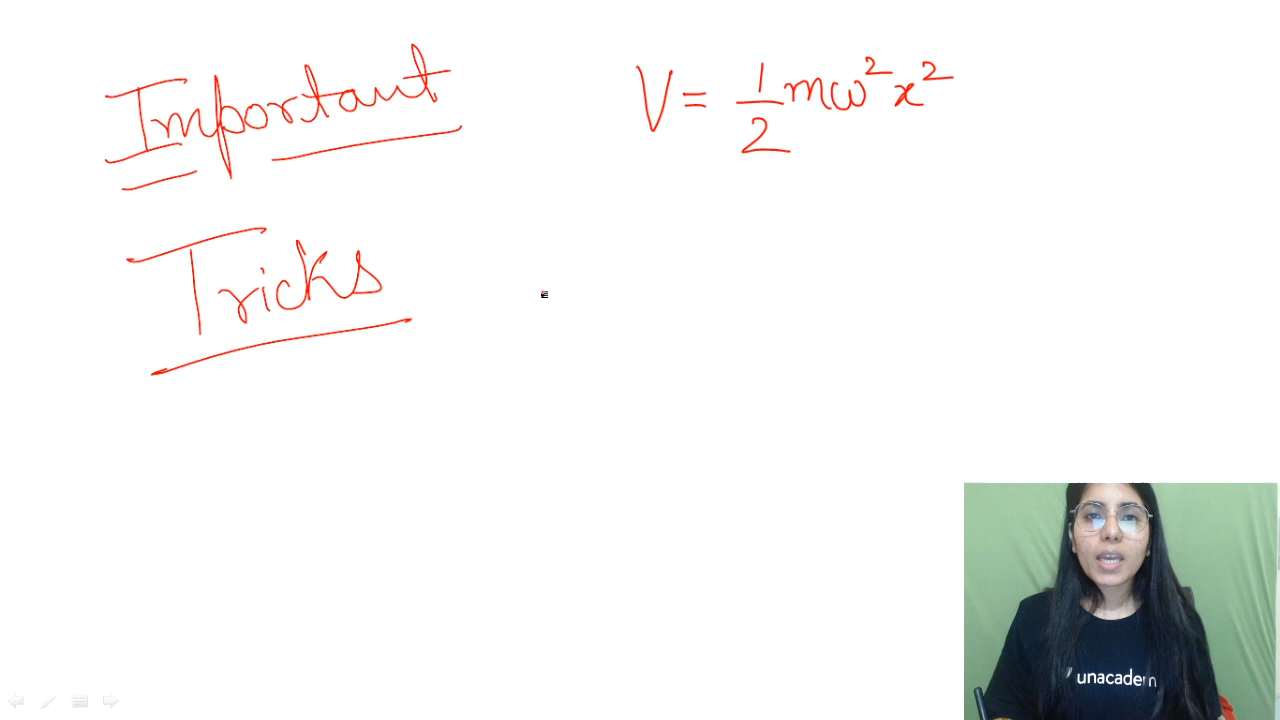 Important
Tricks
V = 1/2 mω²x²
unacadem